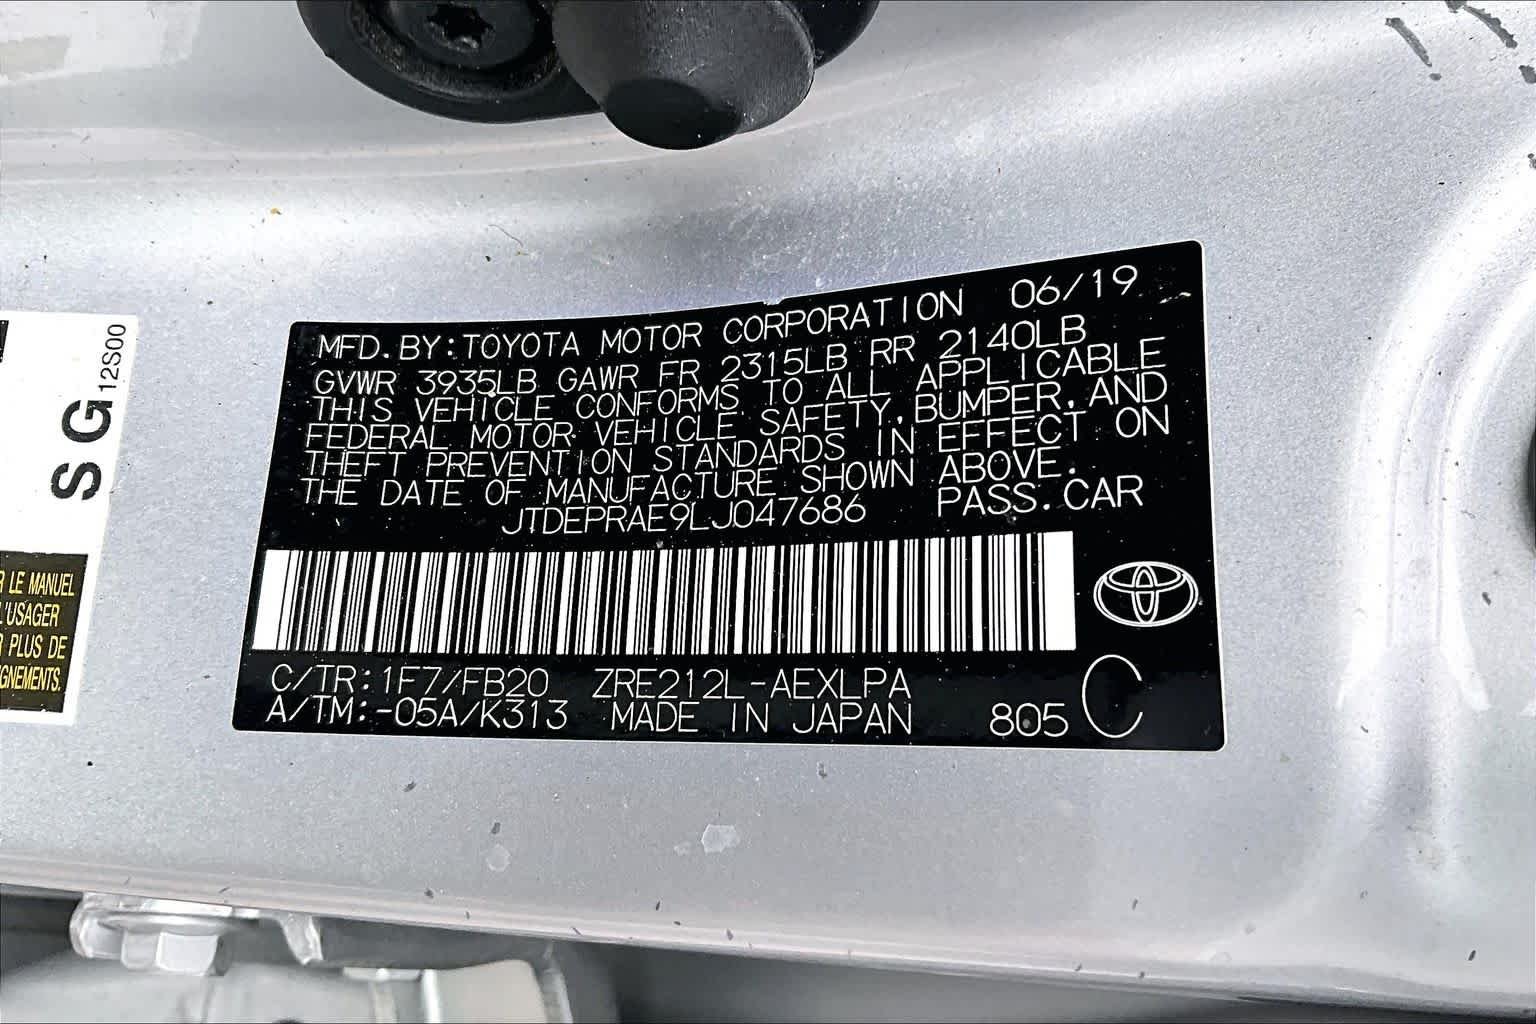 MFD. BY: TOYOTA MOTOR CORPORATION 06/19
GVWR 3935LB GAWR FR 2315LB RR 2140LB
THIS VEHICLE CONFORMS TO ALL APPLICABLE
FEDERAL MOTOR VEHICLE SAFETY, BUMPER, AND
THEFT PREVENTION STANDARDS IN EFFECT ON
THE DATE OF MANUFACTURE SHOWN ABOVE.
JTDEPRAE9LJ047686 PASS. CAR
C/TR: 1F7/FB20 ZRE212L-AEXLPA
A/TM: -05A/K313 MADE IN JAPAN 805 C
S G 12S00
LE MANUEL
L'USAGER
PLUS DE